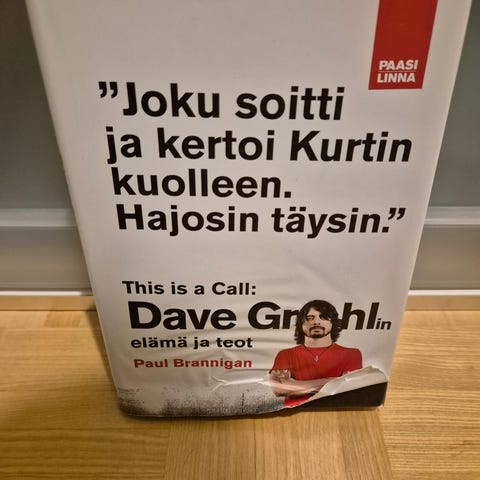 PAASI
LINNA
”Joku soitti
ja kertoi Kurtin
kuolleen.
Hajosin täysin.”
This is a Call:
Dave Grohlin
elämä ja teot
Paul Brannigan